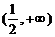 (1/2, +∞)